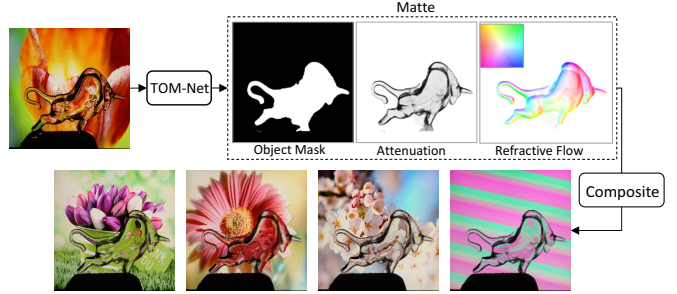 Matte
TOM-Net
Object Mask
Attenuation
Refractive Flow
Composite